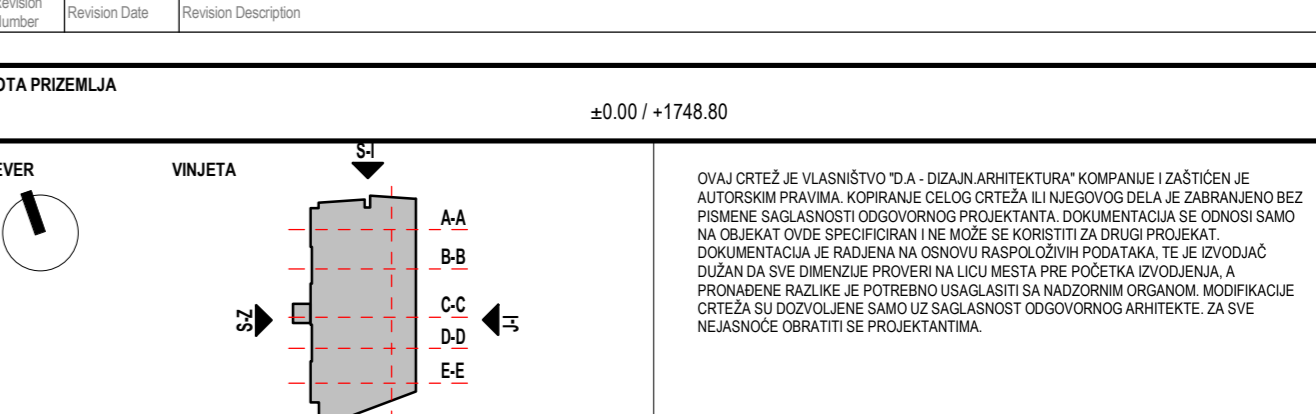 Revision
Number
Revision Date
Revision Description
OTA PRIZEMLJA
±0.00 / +1748.80
EVER
VINJETA
S-I
A-A
B-B
C-C
D-D
E-E
S-Z
J-I
OVAJ CRTEŽ JE VLASNIŠTVO "D.A - DIZAJN.ARHITEKTURA" KOMPANIJE I ZAŠTIĆEN JE
AUTORSKIM PRAVIMA. KOPIRANJE CELOG CRTEŽA ILI NJEGOVOG DELA JE ZABRANJENO BEZ
PISMENE SAGLASNOSTI ODGOVORNOG PROJEKTANTA. DOKUMENTACIJA SE ODNOSI SAMO
NA OBJEKAT OVDE SPECIFICIRAN I NE MOŽE SE KORISTITI ZA DRUGI PROJEKAT.
DOKUMENTACIJA JE RADJENA NA OSNOVU RASPOLOŽIVIH PODATAKA, TE JE IZVODJAČ
DUŽAN DA SVE DIMENZIJE PROVERI NA LICU MESTA PRE POČETKA IZVODJENJA, A
PRONAĐENE RAZLIKE JE POTREBNO USAGLASITI SA NADZORNIM ORGANOM. MODIFIKACIJE
CRTEŽA SU DOZVOLJENE SAMO UZ SAGLASNOST ODGOVORNOG ARHITEKTE. ZA SVE
NEJASNOĆE OBRATITI SE PROJEKTANTIMA.